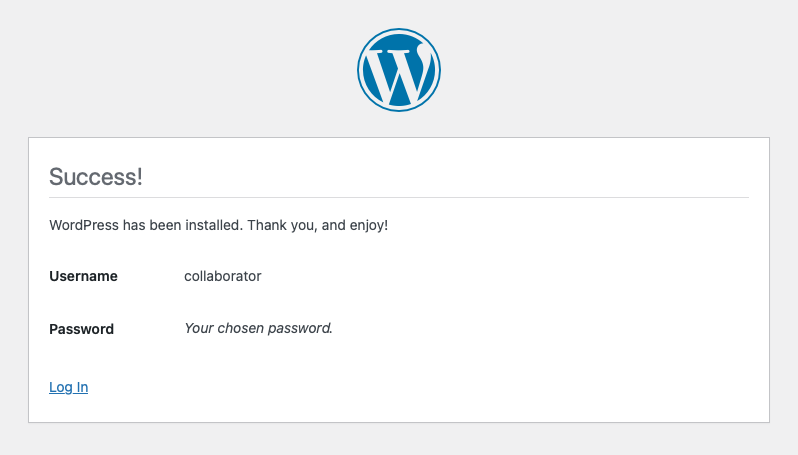 Success!
WordPress has been installed. Thank you, and enjoy!
Username collaborator
Password Your chosen password.
Log In